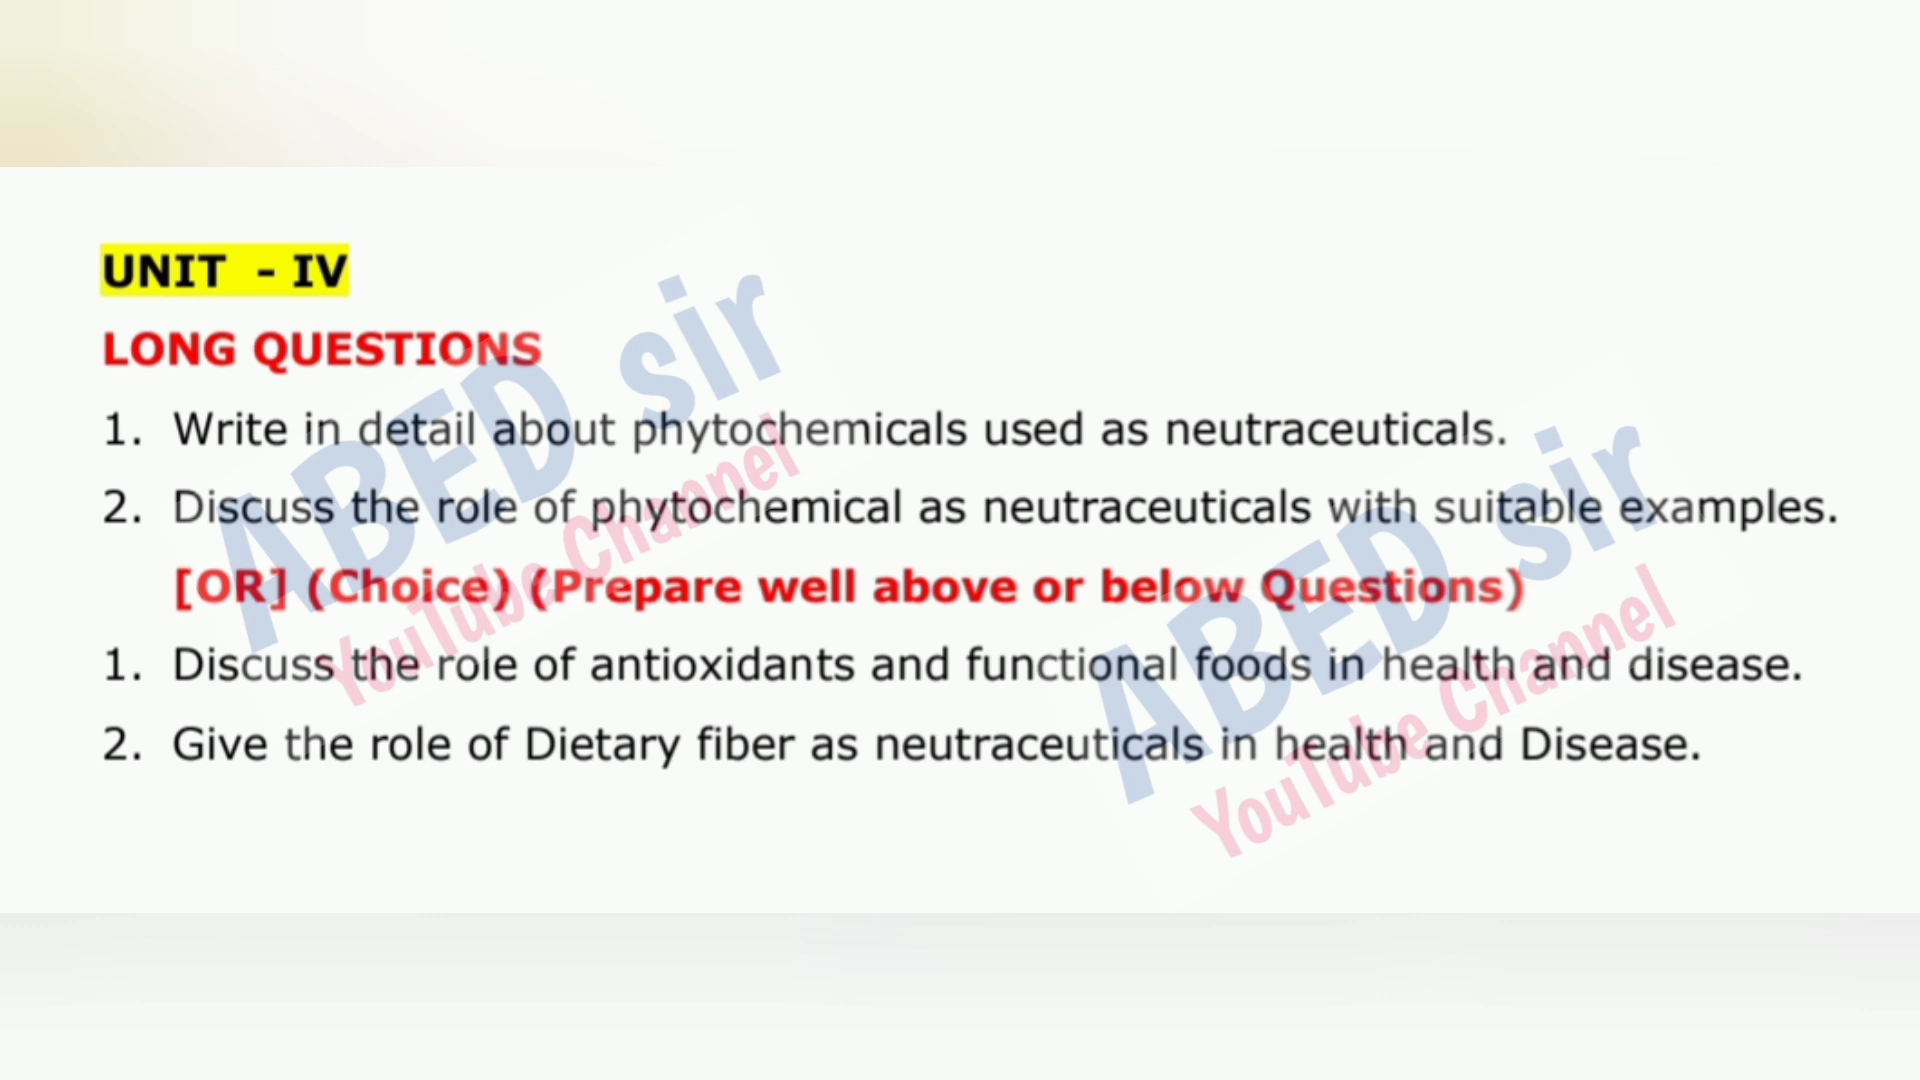 UNIT - IV
LONG QUESTIONS
1. Write in detail about phytochemicals used as neutraceuticals.
2. Discuss the role of phytochemical as neutraceuticals with suitable examples.
[OR] (Choice) (Prepare well above or below Questions)
1. Discuss the role of antioxidants and functional foods in health and disease.
2. Give the role of Dietary fiber as neutraceuticals in health and Disease.
ABED sir
YouTube Channel
ABED sir
YouTube Channel